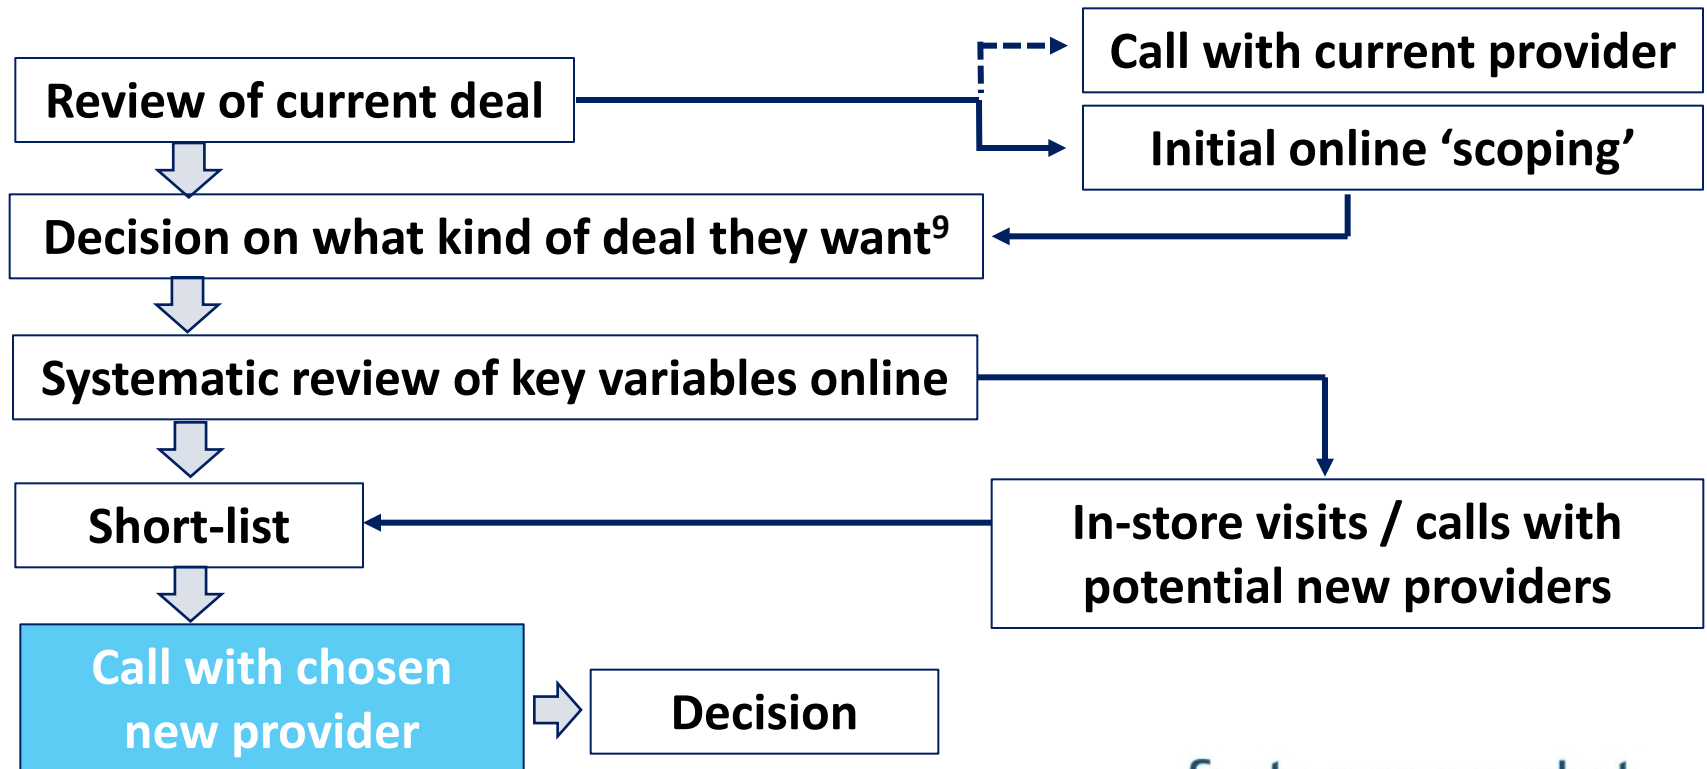 Call with current provider
Review of current deal
Initial online ‘scoping’
Decision on what kind of deal they want⁹
Systematic review of key variables online
Short-list
In-store visits / calls with
potential new providers
Call with chosen
new provider
Decision